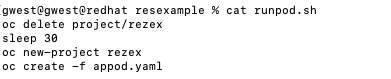 gwest@gwest@redhat resexample % cat runpod.sh
oc delete project/rezex
sleep 30
oc new-project rezex
oc create -f appod.yaml